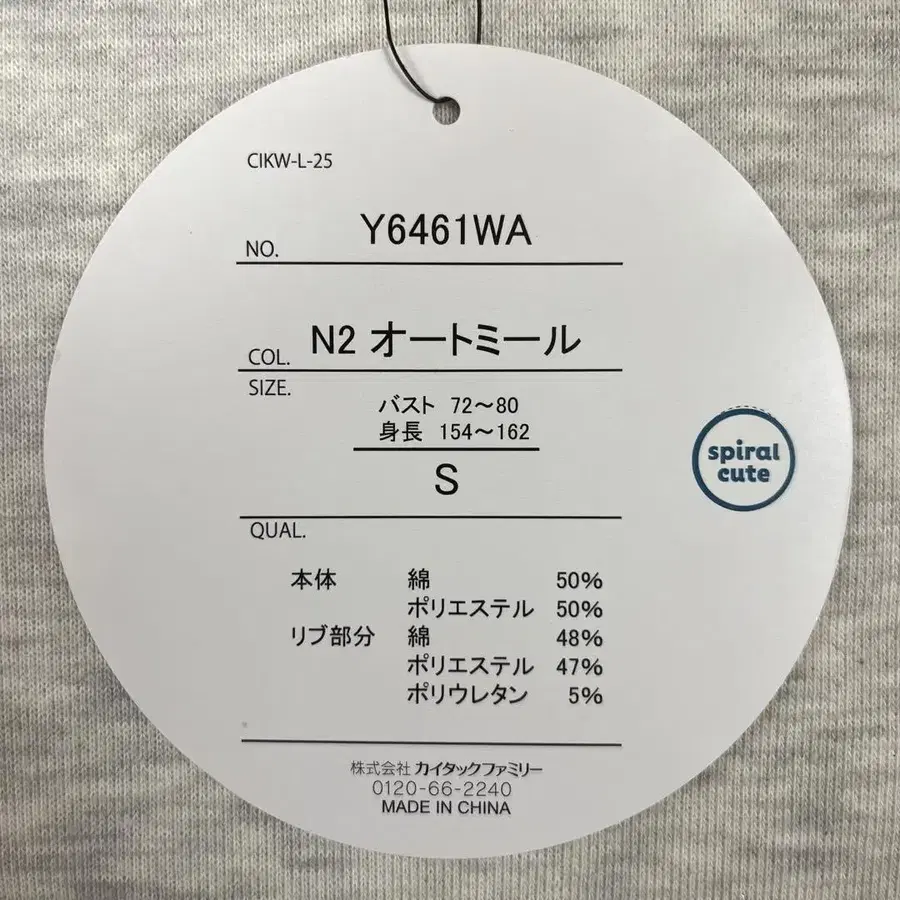 CIKW-L-25
NO. Y6461WA
COL. N2 オートミール
SIZE.
バスト 72～80
身長 154～162
S
spiral
cute
QUAL.
本体 綿 50%
ポリエステル 50%
リブ部分 綿 48%
ポリエステル 47%
ポリウレタン 5%
株式会社 カイタックファミリー
0120-66-2240
MADE IN CHINA